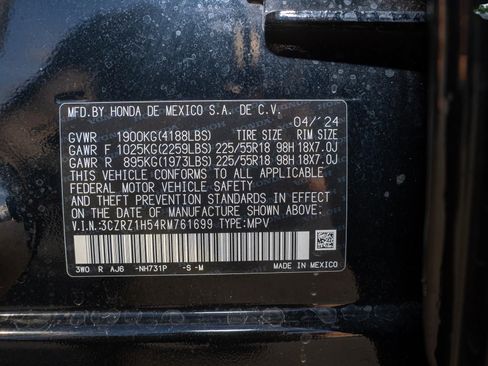 MFD.BY HONDA DE MEXICO S.A. DE C.V.
04/'24
GVWR 1900KG(4188LBS) TIRE SIZE RIM SIZE
GAWR F 1025KG(2259LBS) 225/55R18 98H 18X7.0J
GAWR R 895KG(1973LBS) 225/55R18 98H 18X7.0J
THIS VEHICLE CONFORMS TO ALL APPLICABLE
FEDERAL MOTOR VEHICLE SAFETY
AND THEFT PREVENTION STANDARDS IN EFFECT
ON THE DATE OF MANUFACTURE SHOWN ABOVE.
V.I.N.:3CZRZ1H54RM761699 TYPE:MPV
3W0 R AJ6 -NH731P -S -M MADE IN MEXICO